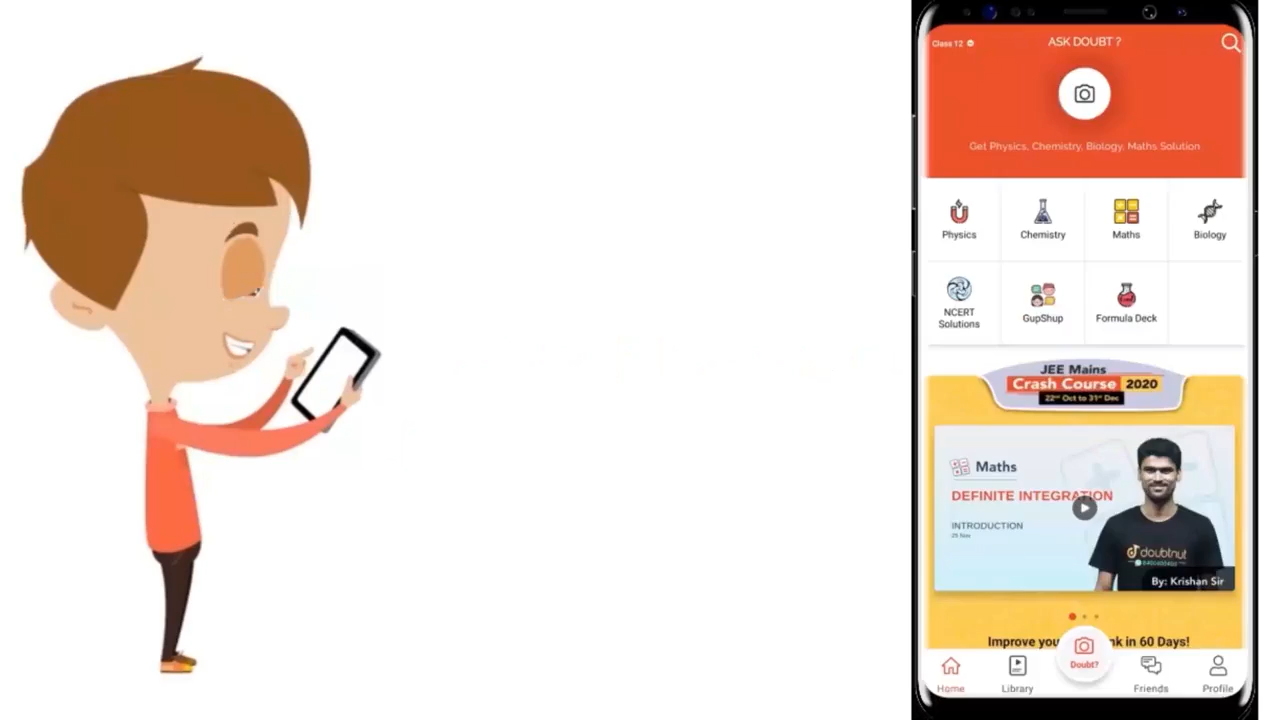 Class 12
ASK DOUBT ?
Get Physics, Chemistry, Biology, Maths Solution
Physics
Chemistry
Maths
Biology
NCERT
Solutions
GupShup
Formula Deck
JEE Mains
Crash Course 2020
22nd Oct to 31st Dec
Maths
DEFINITE INTEGRATION
INTRODUCTION
doubtnut
By: Krishan Sir
Improve you nk in 60 Days!
Doubt?
Home
Library
Friends
Profile